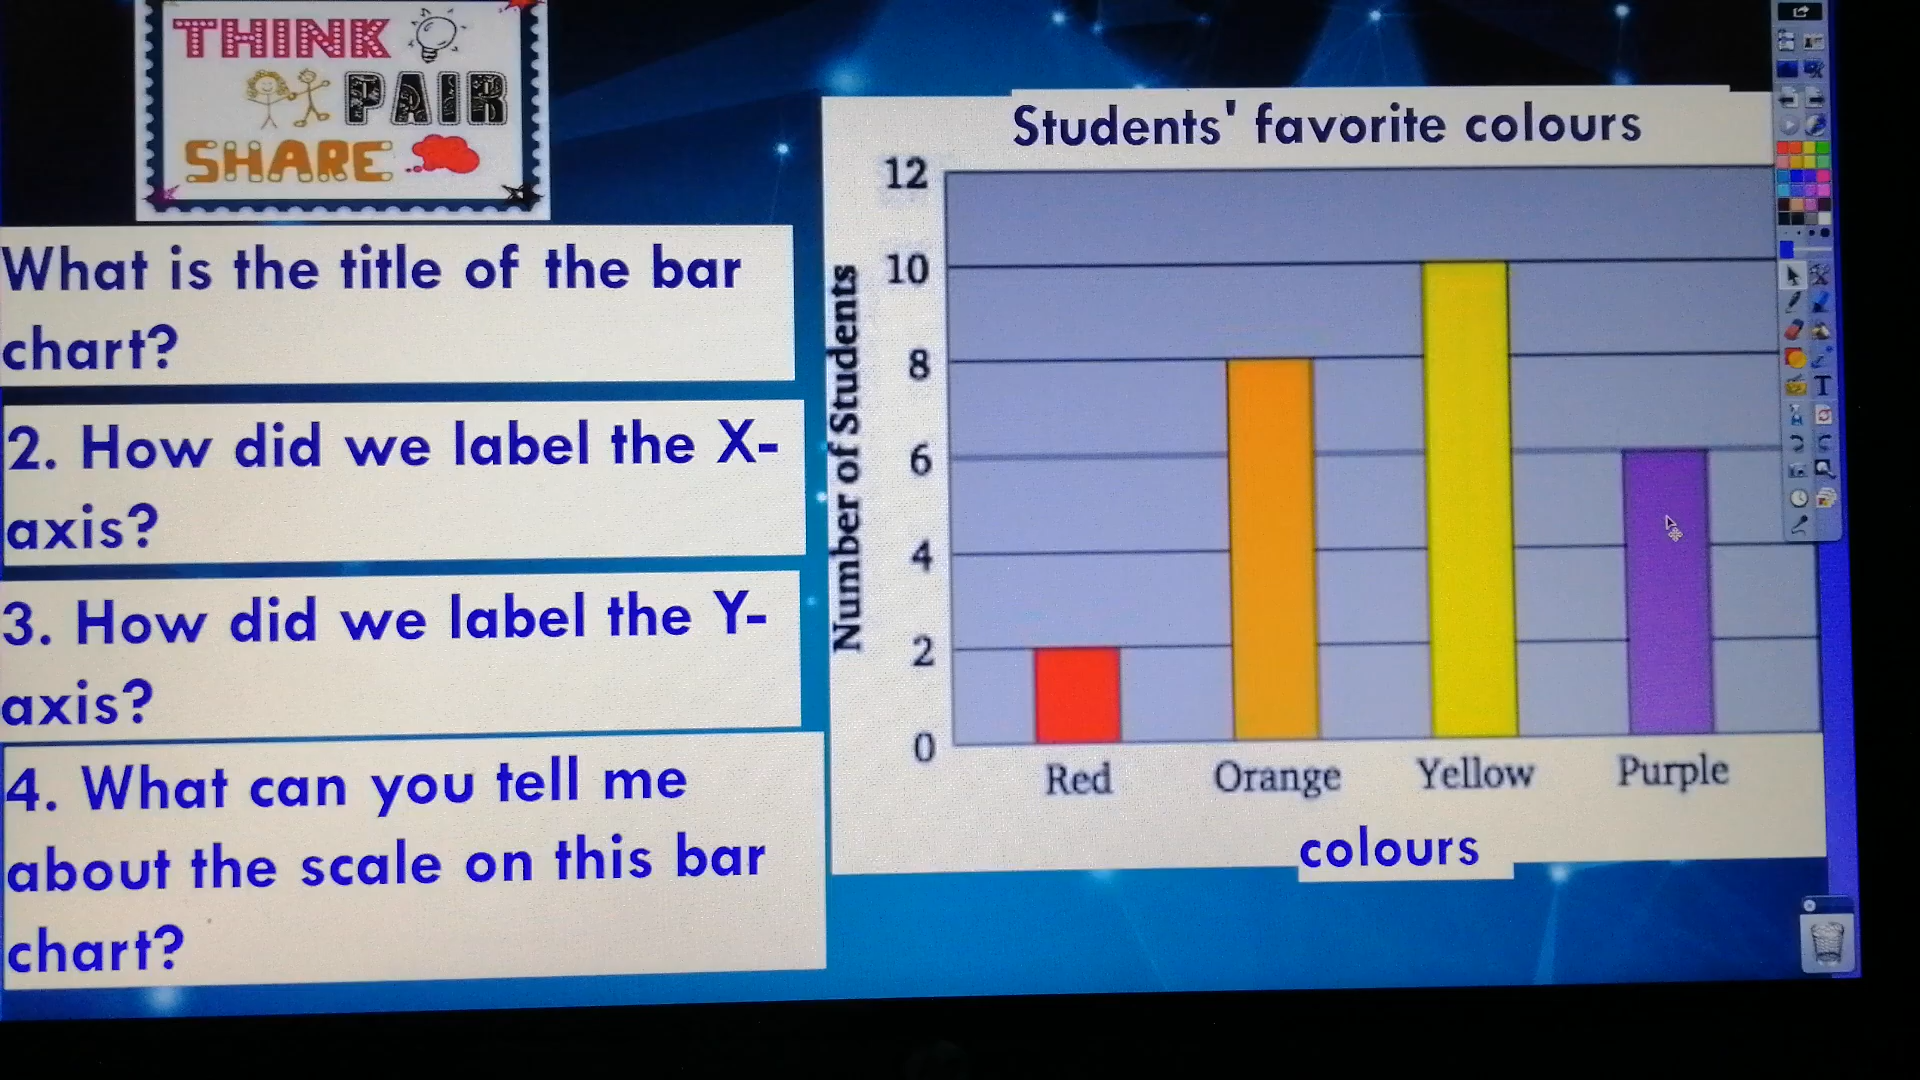 THINK
PAIR
SHARE
What is the title of the bar
chart?
2. How did we label the X-
axis?
3. How did we label the Y-
axis?
4. What can you tell me
about the scale on this bar
chart?
Students' favorite colours
Number of Students
12
10
8
6
4
2
0
Red Orange Yellow Purple
colours
T